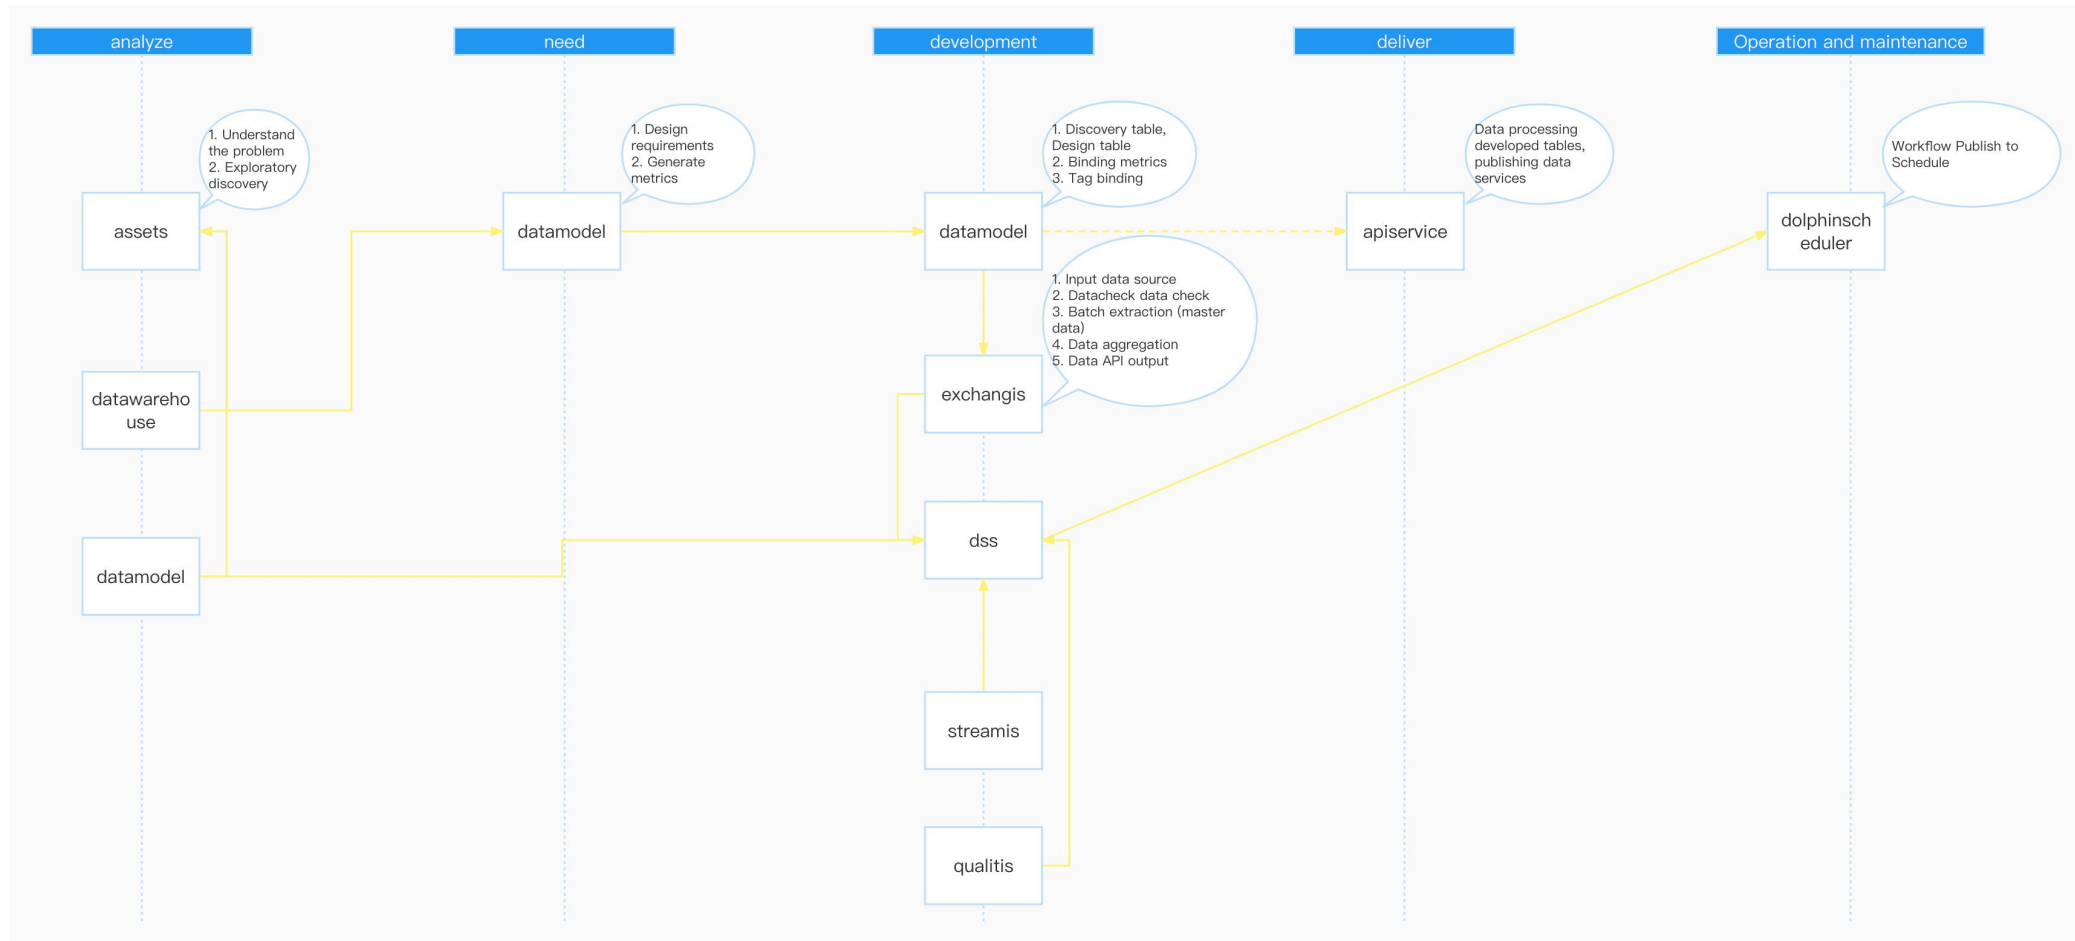 analyze
need
development
deliver
Operation and maintenance
1. Understand
the problem
2. Exploratory
discovery
1. Design
requirements
2. Generate
metrics
1. Discovery table,
Design table
2. Binding metrics
3. Tag binding
Data processing
developed tables,
publishing data
services
Workflow Publish to
Schedule
assets
datamodel
datamodel
apiservice
dolphinsch
eduler
1. Input data source
2. Datacheck data check
3. Batch extraction (master
data)
4. Data aggregation
5. Data API output
datawareho
use
exchangis
dss
datamodel
streamis
qualitis